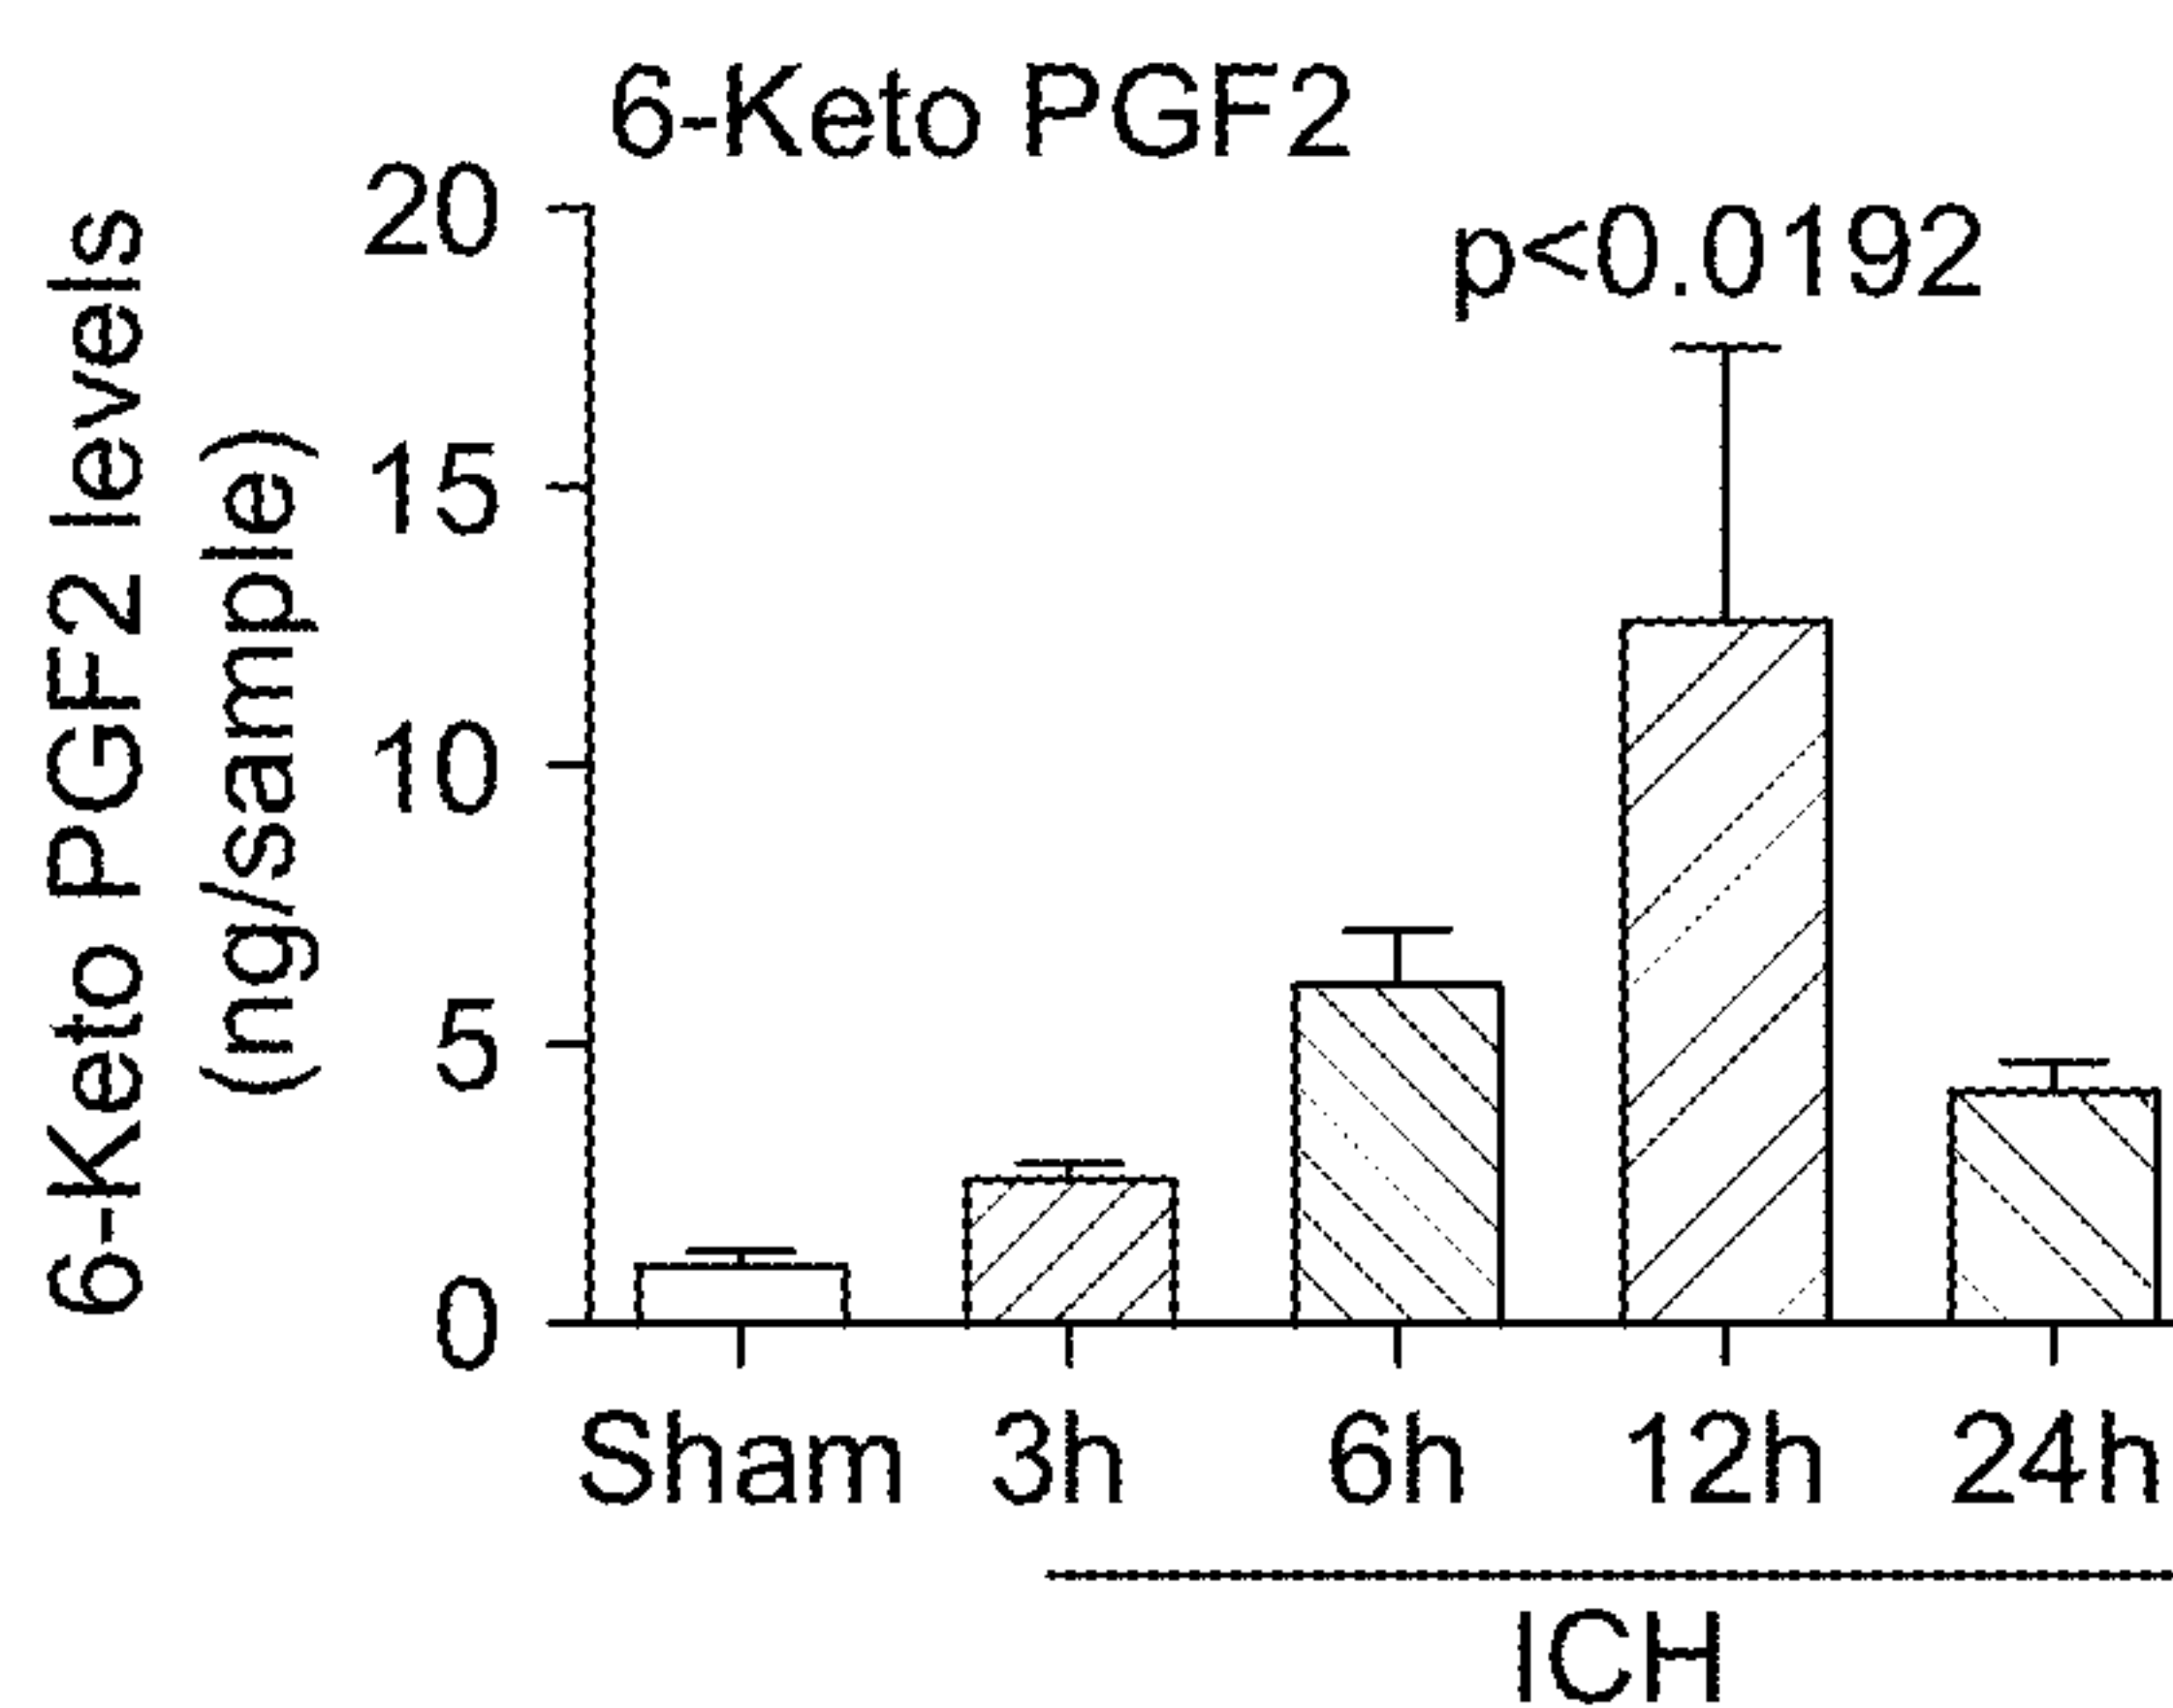 6-Keto PGF2
p<0.0192
6-Keto PGF2 levels
(ng/sample)
20
15
10
5
0
Sham 3h 6h 12h 24h
ICH